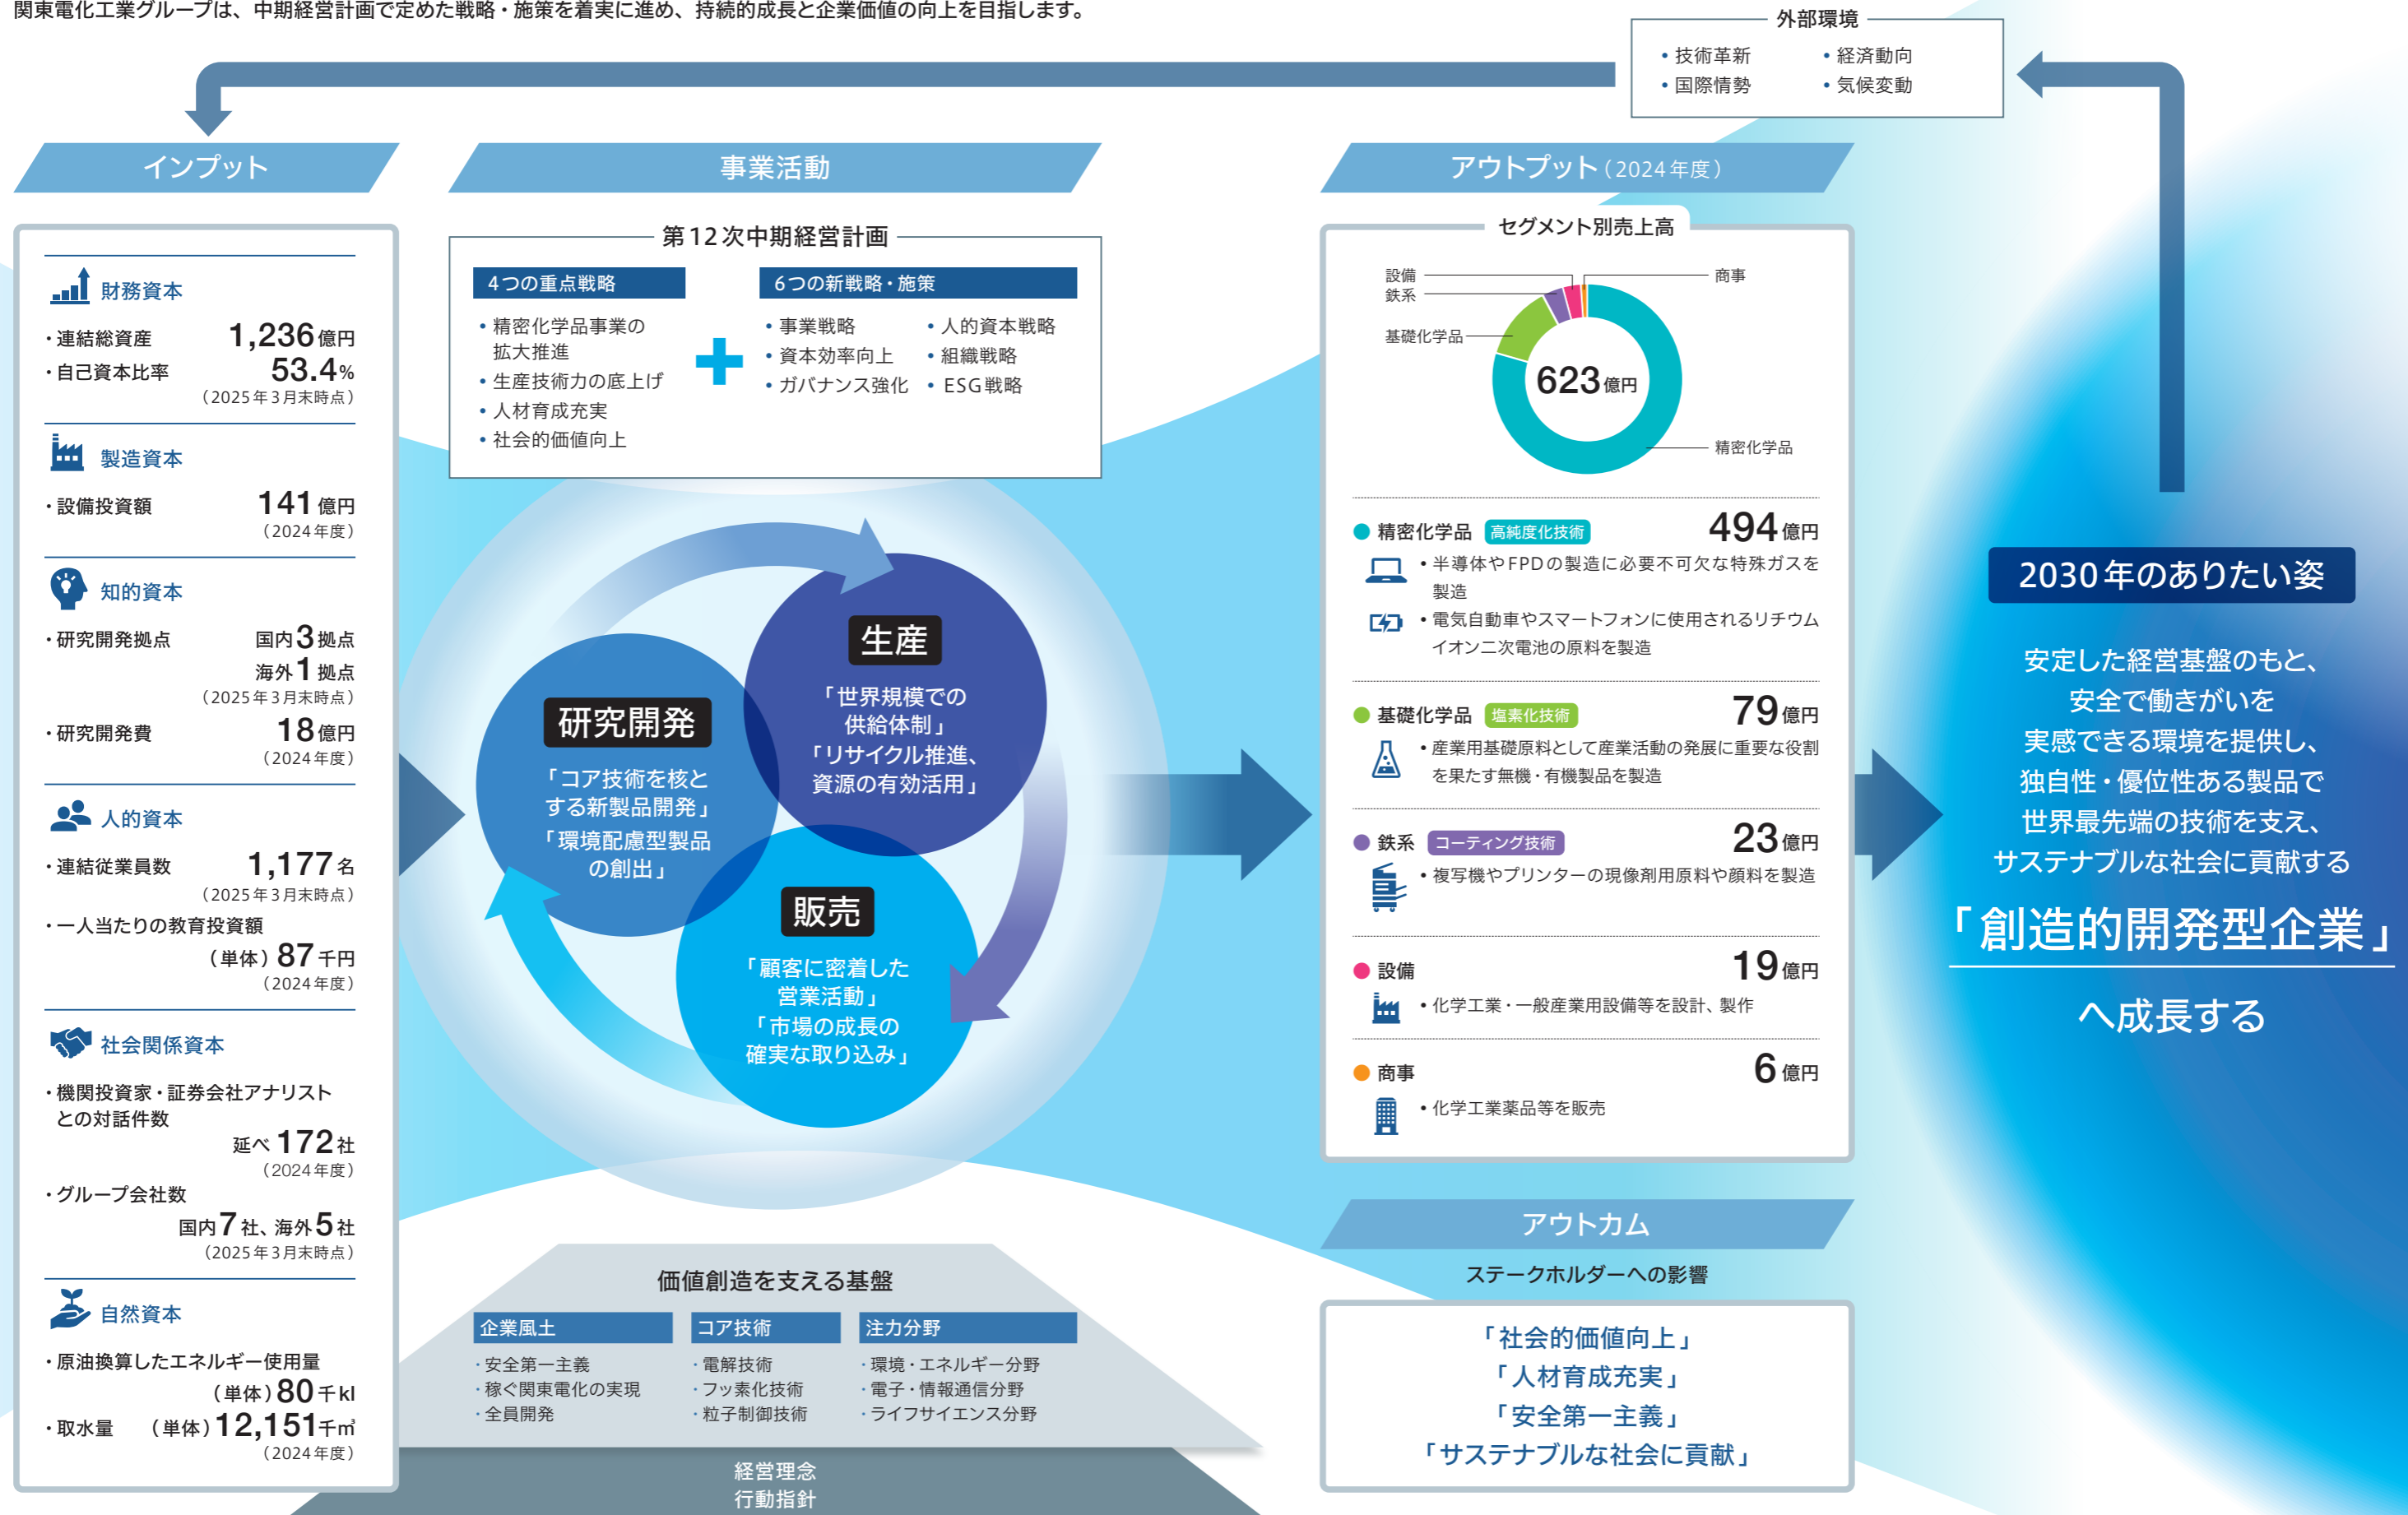 関東電化工業グループは、中期経営計画で定めた戦略・施策を着実に進め、持続的成長と企業価値の向上を目指します。
外部環境
・技術革新 ・経済動向
・国際情勢 ・気候変動
インプット
財務資本
・連結総資産 1,236億円
・自己資本比率 53.4%
（2025年3月末時点）
製造資本
・設備投資額 141億円
（2024年度）
知的資本
・研究開発拠点 国内3拠点
海外1拠点
（2025年3月末時点）
・研究開発費 18億円
（2024年度）
人的資本
・連結従業員数 1,177名
（2025年3月末時点）
・一人当たりの教育投資額
（単体）87千円
（2024年度）
社会関係資本
・機関投資家・証券会社アナリスト
との対話件数
延べ172社
（2024年度）
・グループ会社数
国内7社、海外5社
（2025年3月末時点）
自然資本
・原油換算したエネルギー使用量
（単体）80千kl
・取水量 （単体）12,151千㎥
（2024年度）
事業活動
第12次中期経営計画
4つの重点戦略
・精密化学品事業の
拡大推進
・生産技術力の底上げ
・人材育成充実
・社会的価値向上
6つの新戦略・施策
・事業戦略 ・人的資本戦略
・資本効率向上 ・組織戦略
・ガバナンス強化 ・ESG戦略
生産
「世界規模での
供給体制」
「リサイクル推進、
資源の有効活用」
研究開発
「コア技術を核と
する新製品開発」
「環境配慮型製品
の創出」
販売
「顧客に密着した
営業活動」
「市場の成長の
確実な取り込み」
価値創造を支える基盤
企業風土
・安全第一主義
・稼ぐ関東電化の実現
・全員開発
コア技術
・電解技術
・フッ素化技術
・粒子制御技術
注力分野
・環境・エネルギー分野
・電子・情報通信分野
・ライフサイエンス分野
経営理念
行動指針
アウトプット（2024年度）
セグメント別売上高
設備
商事
鉄系
基礎化学品
623億円
精密化学品
精密化学品 高純度化技術 494億円
・半導体やFPDの製造に必要不可欠な特殊ガスを
製造
・電気自動車やスマートフォンに使用されるリチウム
イオン二次電池の原料を製造
基礎化学品 塩素化技術 79億円
・産業用基礎原料として産業活動の発展に重要な役割
を果たす無機・有機製品を製造
鉄系 コーティング技術 23億円
・複写機やプリンターの現像剤用原料や顔料を製造
設備 19億円
・化学工業・一般産業用設備等を設計、製作
商事 6億円
・化学工業薬品等を販売
アウトカム
ステークホルダーへの影響
「社会的価値向上」
「人材育成充実」
「安全第一主義」
「サステナブルな社会に貢献」
2030年のありたい姿
安定した経営基盤のもと、
安全で働きがいを
実感できる環境を提供し、
独自性・優位性ある製品で
世界最先端の技術を支え、
サステナブルな社会に貢献する
「創造的開発型企業」
へ成長する